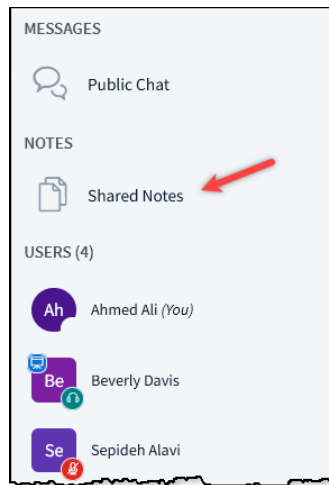 MESSAGES
Public Chat
NOTES
Shared Notes
USERS (4)
Ah Ahmed Ali (You)
Be Beverly Davis
Se Sepideh Alavi